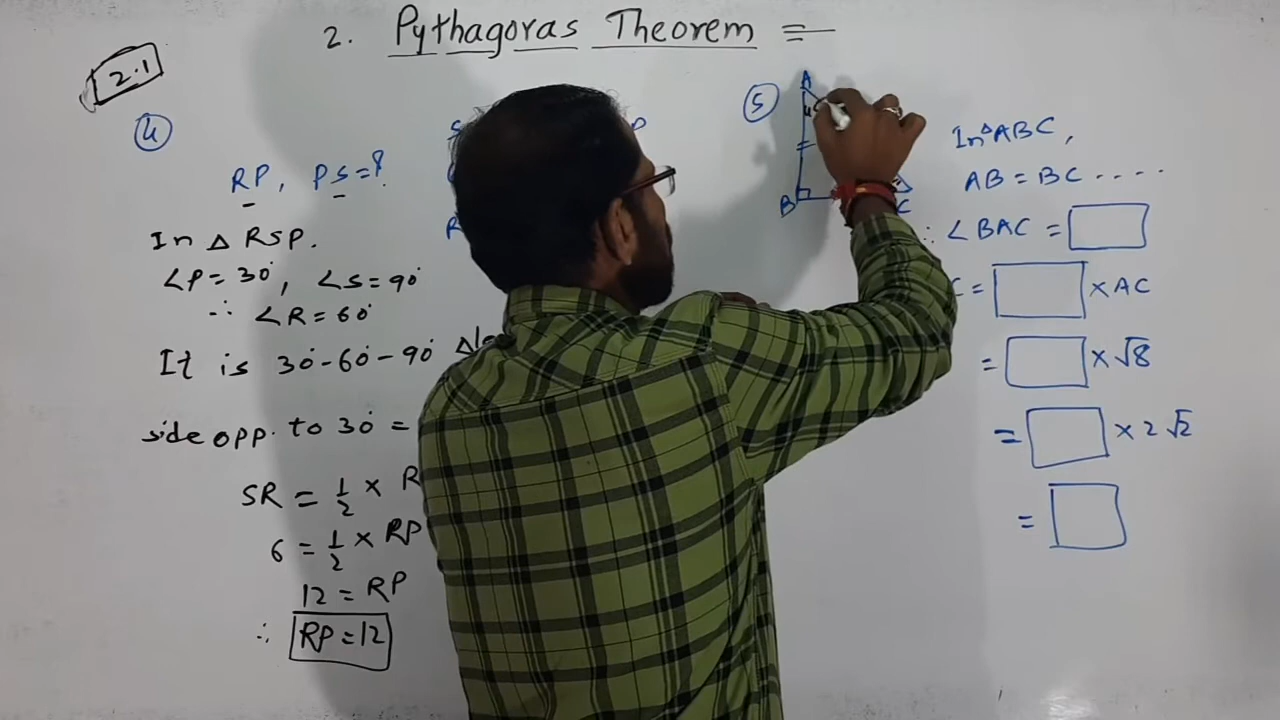 2. Pythagoras Theorem =
2.1
4
RP, PS=?
In △ RSP.
∠P= 30°, ∠S=90°
∴ ∠R = 60°
It is 30°-60°-90°
side opp. to 30° =
SR = 1/2 ×
6 = 1/2 × RP
12 = RP
∴ RP=12
S
R
5
A
B
C
In △ABC,
AB = BC ....
∴ ∠BAC = □
= □ × AC
= □ × √8
= □ × 2√2
= □